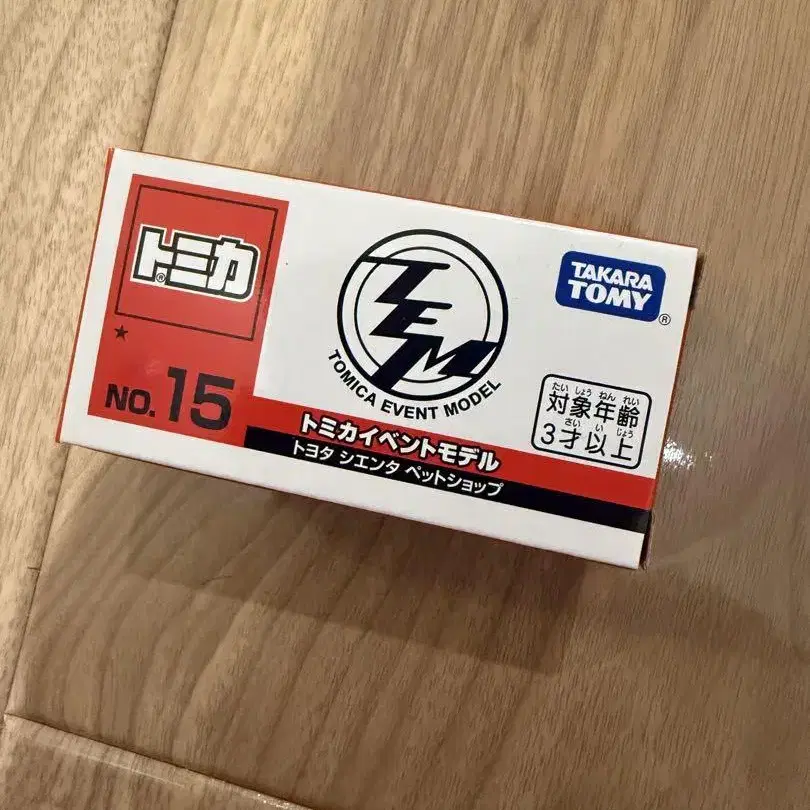 トミカ®
NO. 15
TEM
TOMICA EVENT MODEL
トミカイベントモデル
トヨタ シエンタ ペットショップ
TAKARA
TOMY®
たいしょうねんれい
対象年齢
さいいじょう
3才以上